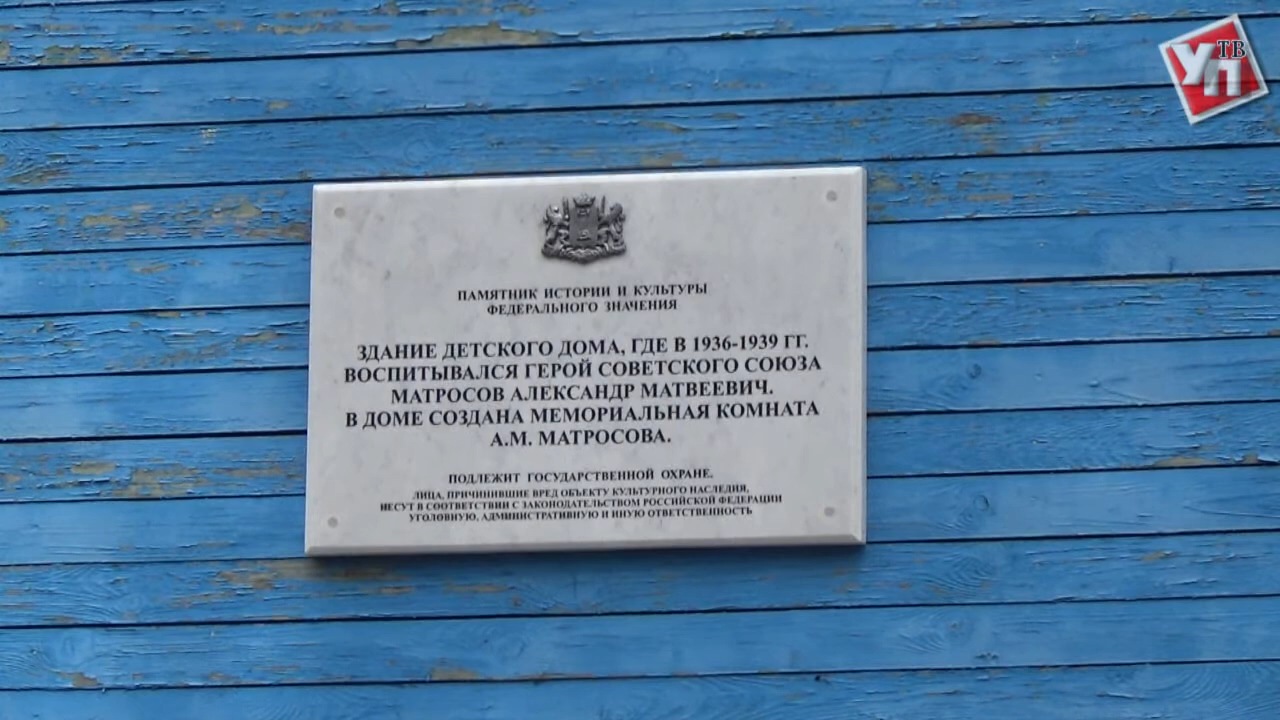 УП ТВ
ПАМЯТНИК ИСТОРИИ И КУЛЬТУРЫ
ФЕДЕРАЛЬНОГО ЗНАЧЕНИЯ
ЗДАНИЕ ДЕТСКОГО ДОМА, ГДЕ В 1936-1939 ГГ.
ВОСПИТЫВАЛСЯ ГЕРОЙ СОВЕТСКОГО СОЮЗА
МАТРОСОВ АЛЕКСАНДР МАТВЕЕВИЧ.
В ДОМЕ СОЗДАНА МЕМОРИАЛЬНАЯ КОМНАТА
А.М. МАТРОСОВА.
ПОДЛЕЖИТ ГОСУДАРСТВЕННОЙ ОХРАНЕ.
ЛИЦА, ПРИЧИНИВШИЕ ВРЕД ОБЪЕКТУ КУЛЬТУРНОГО НАСЛЕДИЯ,
НЕСУТ В СООТВЕТСТВИИ С ЗАКОНОДАТЕЛЬСТВОМ РОССИЙСКОЙ ФЕДЕРАЦИИ
УГОЛОВНУЮ, АДМИНИСТРАТИВНУЮ И ИНУЮ ОТВЕТСТВЕННОСТЬ